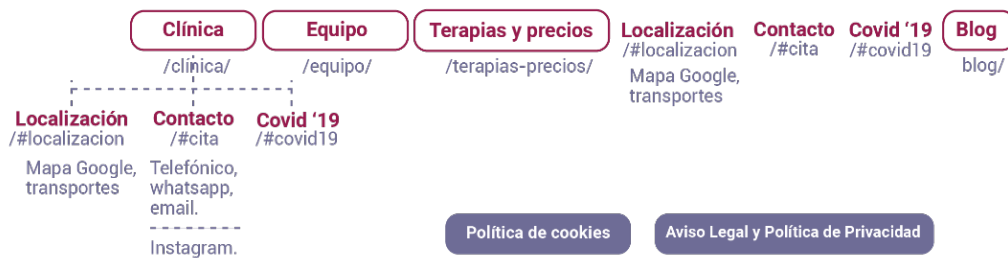 Clínica
Equipo
Terapias y precios
Localización
Contacto
Covid ‘19
Blog
/clínica/
/equipo/
/terapias-precios/
/#localizacion
/#cita
/#covid19
blog/
Mapa Google,
transportes
Localización
Contacto
Covid ‘19
/#localizacion
/#cita
/#covid19
Mapa Google,
transportes
Telefónico,
whatsapp,
email.
Instagram.
Política de cookies
Aviso Legal y Política de Privacidad